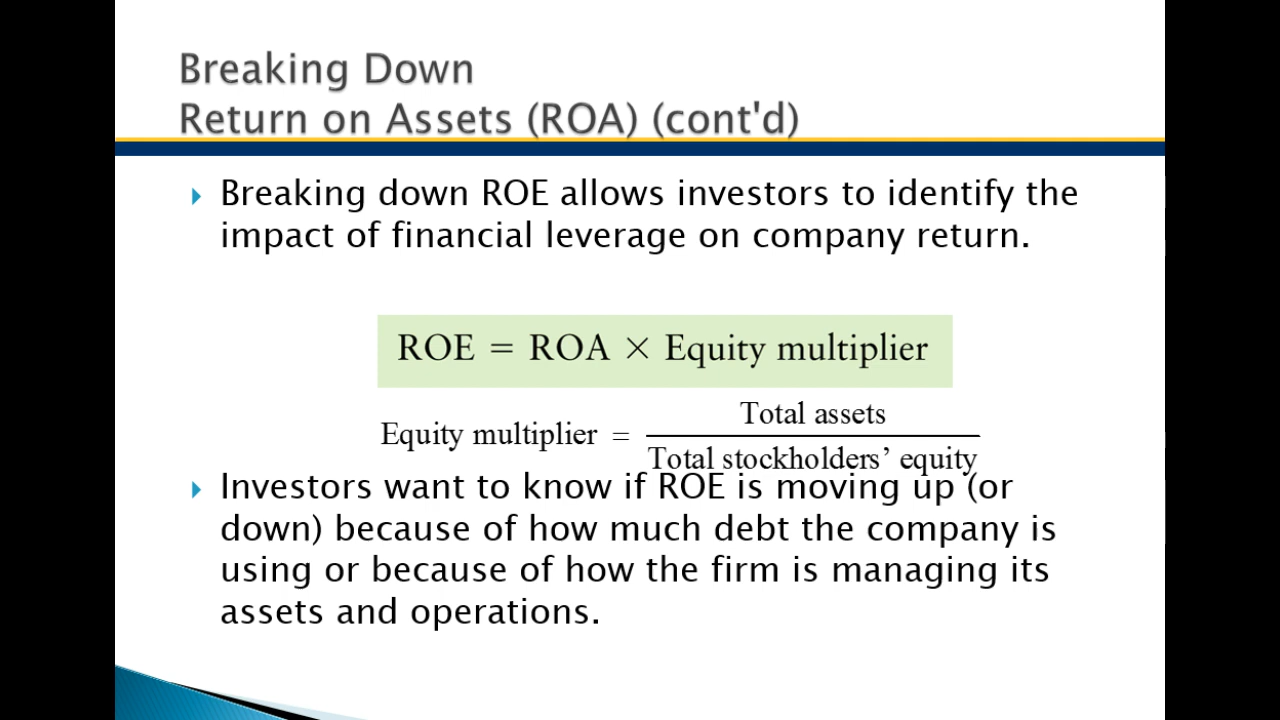 Breaking Down
Return on Assets (ROA) (cont'd)
Breaking down ROE allows investors to identify the
impact of financial leverage on company return.
ROE = ROA × Equity multiplier
Equity multiplier = Total assets
Total stockholders’ equity
Investors want to know if ROE is moving up (or
down) because of how much debt the company is
using or because of how the firm is managing its
assets and operations.